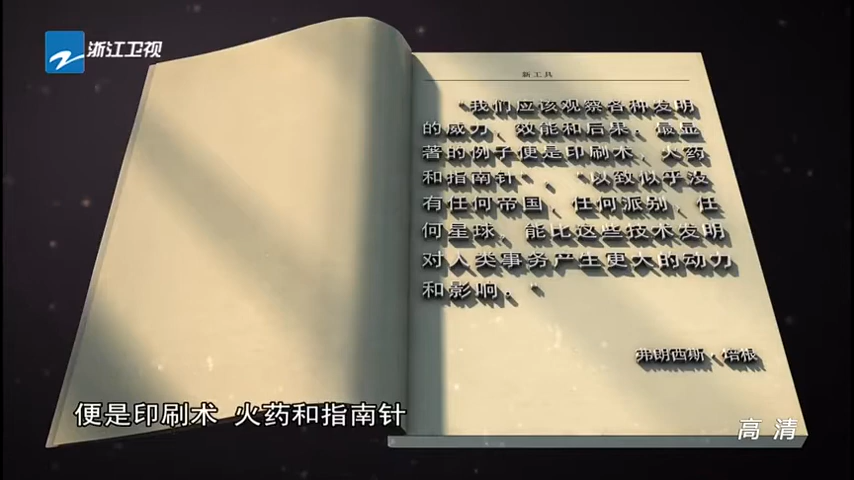 浙江卫视
新工具
“我们应该观察各种发明
的威力、效能和后果,最显
著的例子便是印刷术、火药
和指南针”、“以致似乎没
有任何帝国、任何派别、任
何星球,能比这些技术发明
对人类事务产生更大的动力
和影响。”
弗朗西斯·培根
便是印刷术 火药和指南针
高清